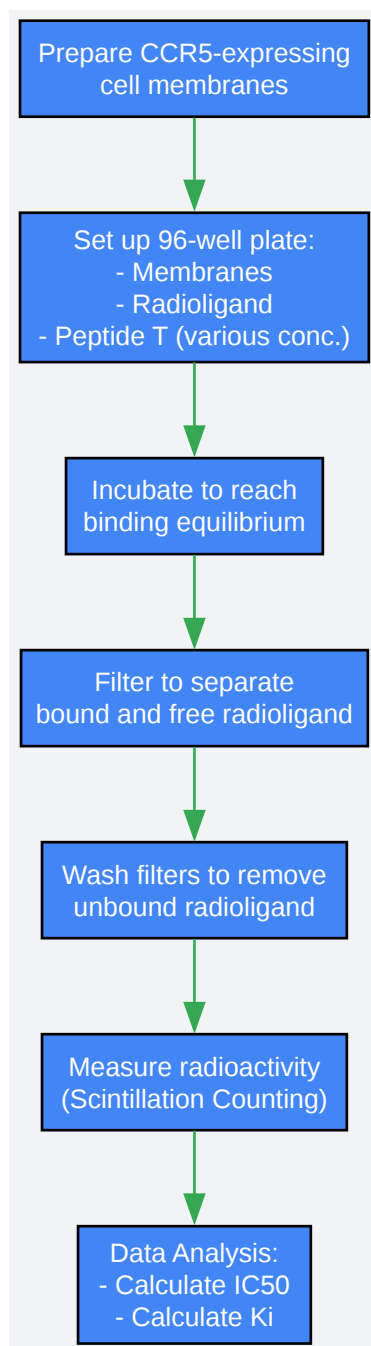 Prepare CCR5-expressing
cell membranes
Set up 96-well plate:
- Membranes
- Radioligand
- Peptide T (various conc.)
Incubate to reach
binding equilibrium
Filter to separate
bound and free radioligand
Wash filters to remove
unbound radioligand
Measure radioactivity
(Scintillation Counting)
Data Analysis:
- Calculate IC50
- Calculate Ki